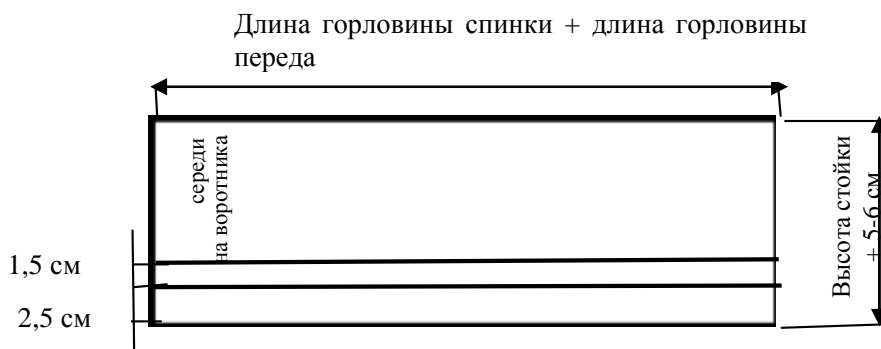 Длина горловины спинки + длина горловины
переда
середи
на воротника
Высота стойки
+ 5-6 см
1,5 см
2,5 см